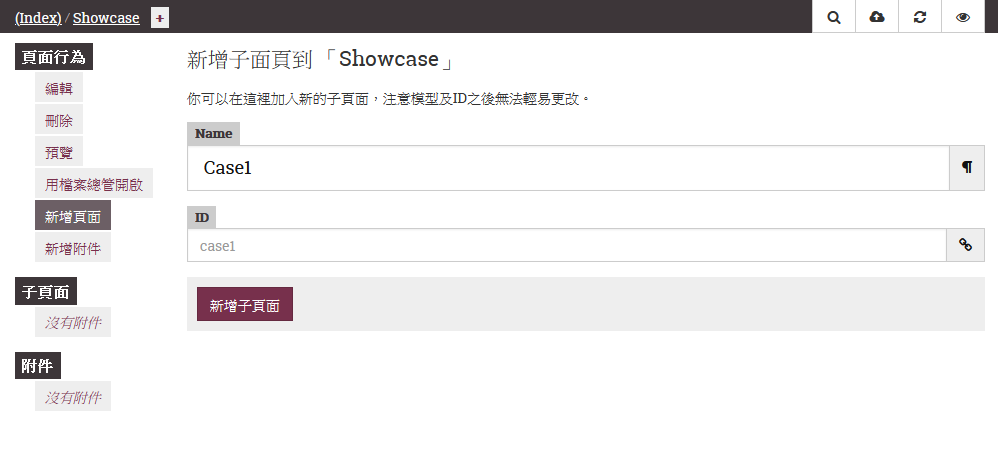 (Index) / Showcase +
頁面行為
編輯
刪除
預覽
用檔案總管開啟
新增頁面
新增附件
子頁面
沒有附件
附件
沒有附件
新增子面頁到「Showcase」
你可以在這裡加入新的子頁面，注意模型及ID之後無法輕易更改。
Name
Case1
¶
ID
case1
新增子頁面